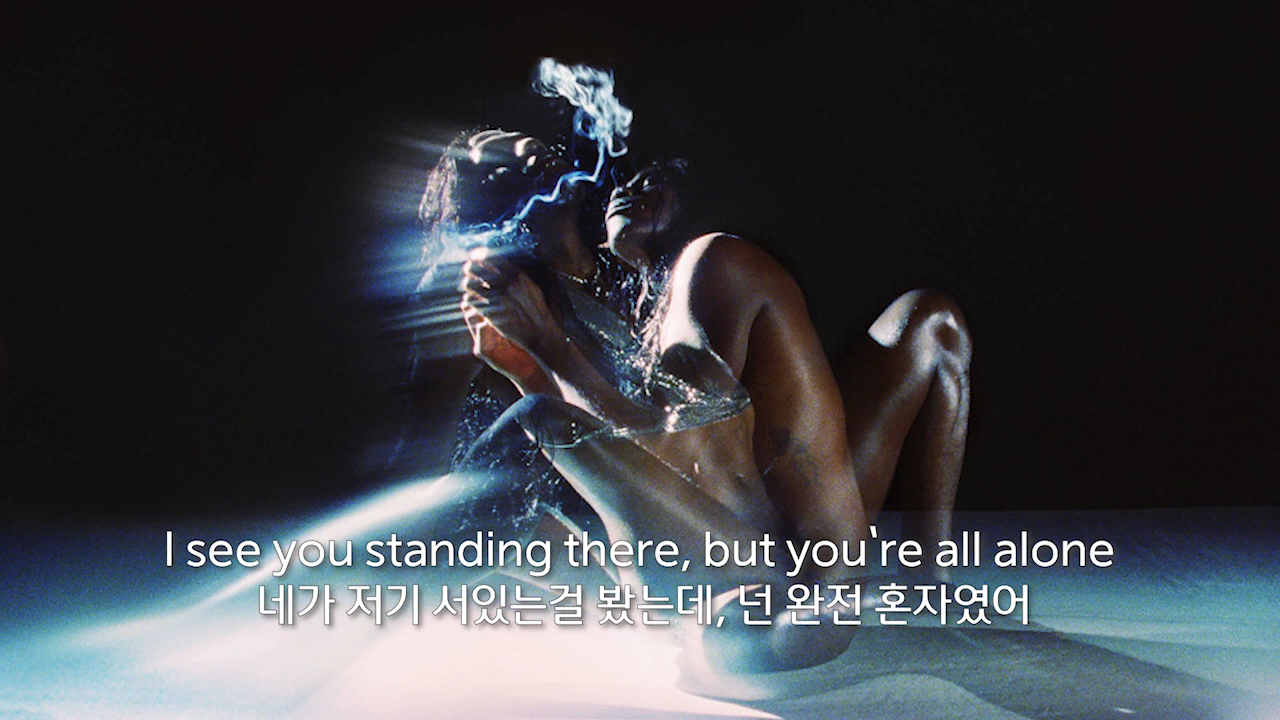 I see you standing there, but you‛re all alone
네가 저기 서있는걸 봤는데, 넌 완전 혼자였어